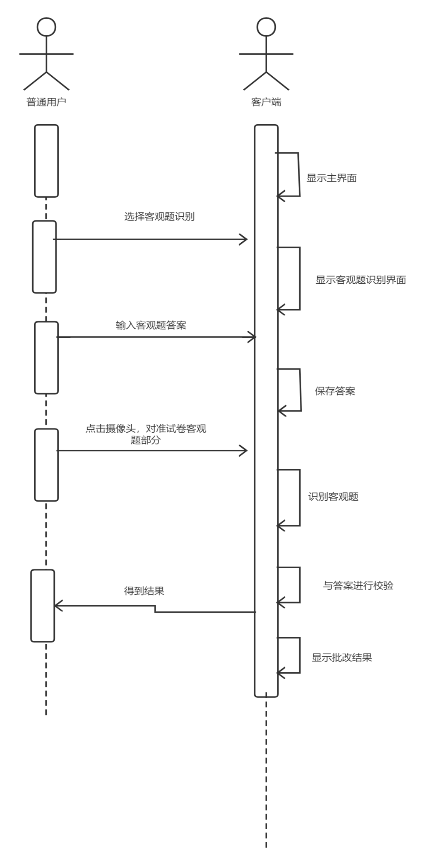 普通用户
客户端
显示主界面
选择客观题识别
显示客观题识别界面
输入客观题答案
保存答案
点击摄像头，对准试卷客观
题部分
识别客观题
与答案进行校验
得到结果
显示批改结果